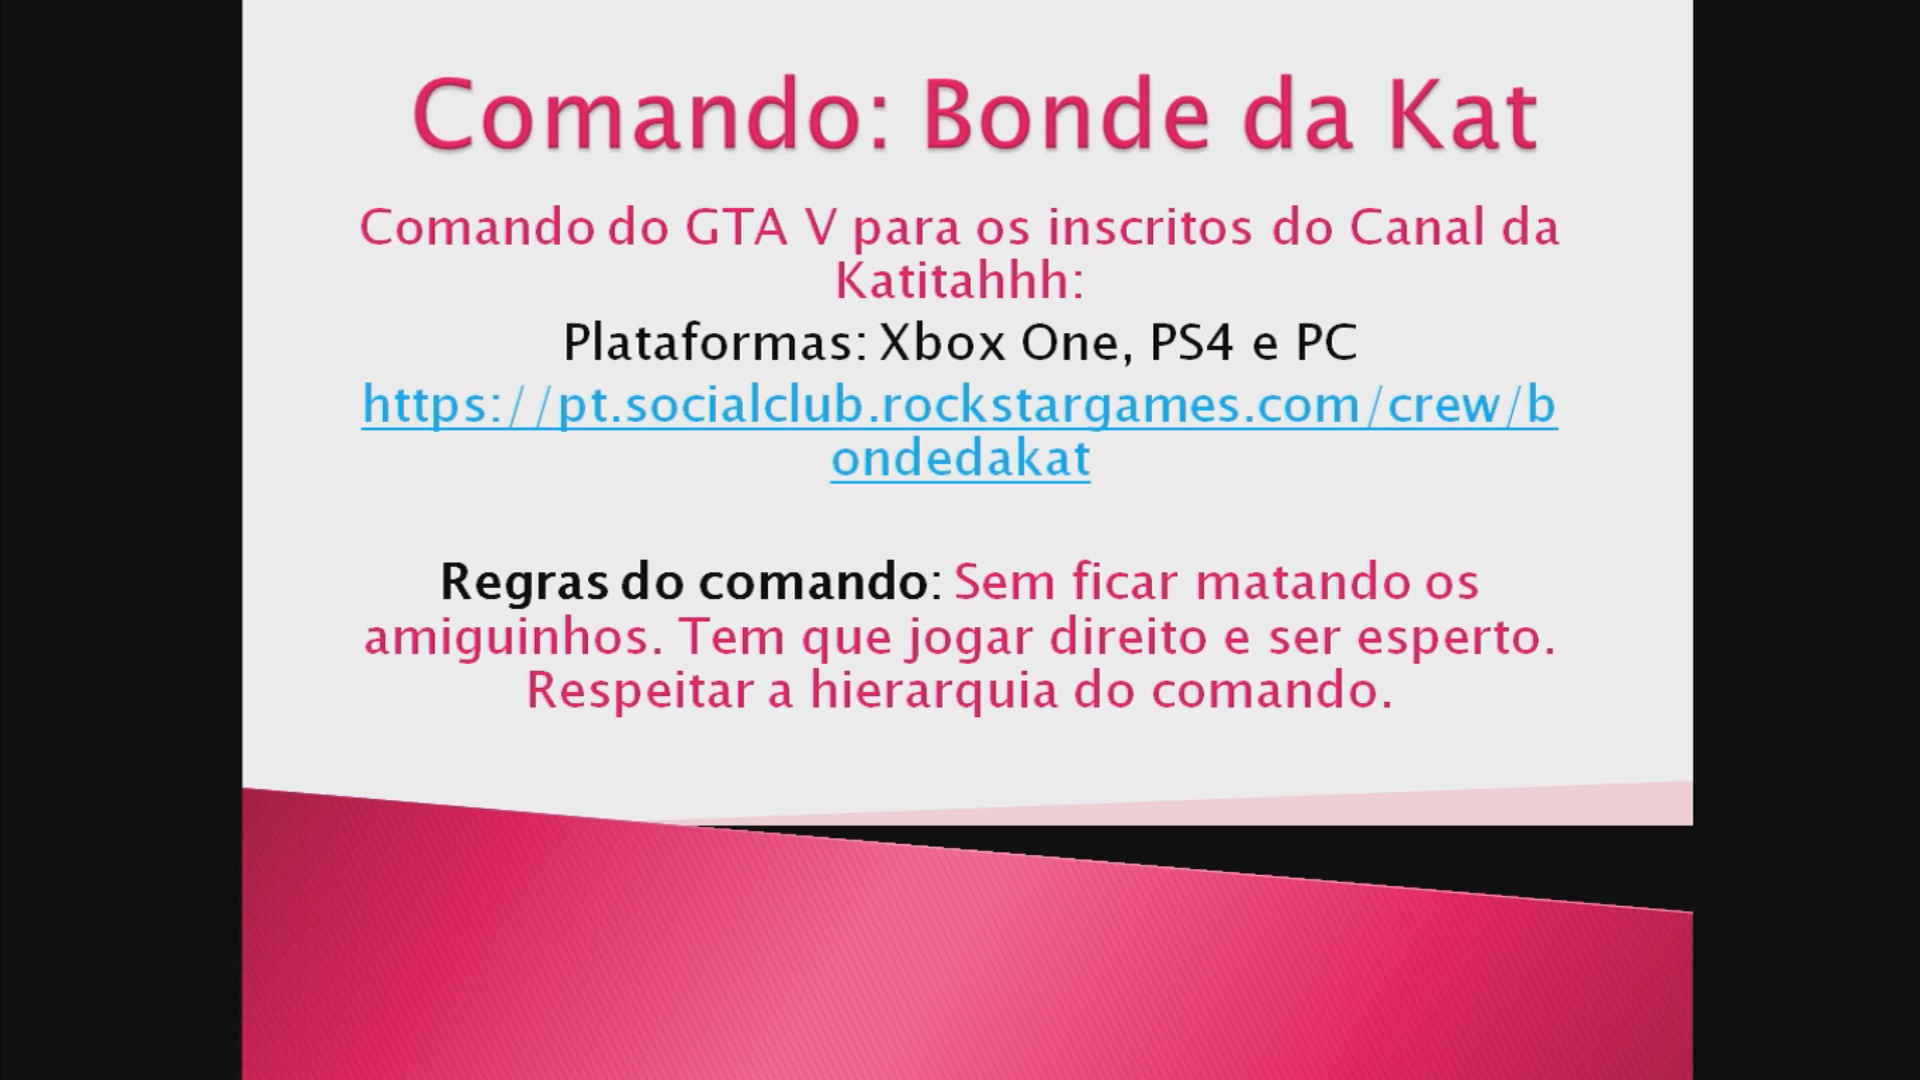 Comando: Bonde da Kat
Comando do GTA V para os inscritos do Canal da
Katitahhh:
Plataformas: Xbox One, PS4 e PC
https://pt.socialclub.rockstargames.com/crew/b
ondedakat
Regras do comando: Sem ficar matando os
amiguinhos. Tem que jogar direito e ser esperto.
Respeitar a hierarquia do comando.